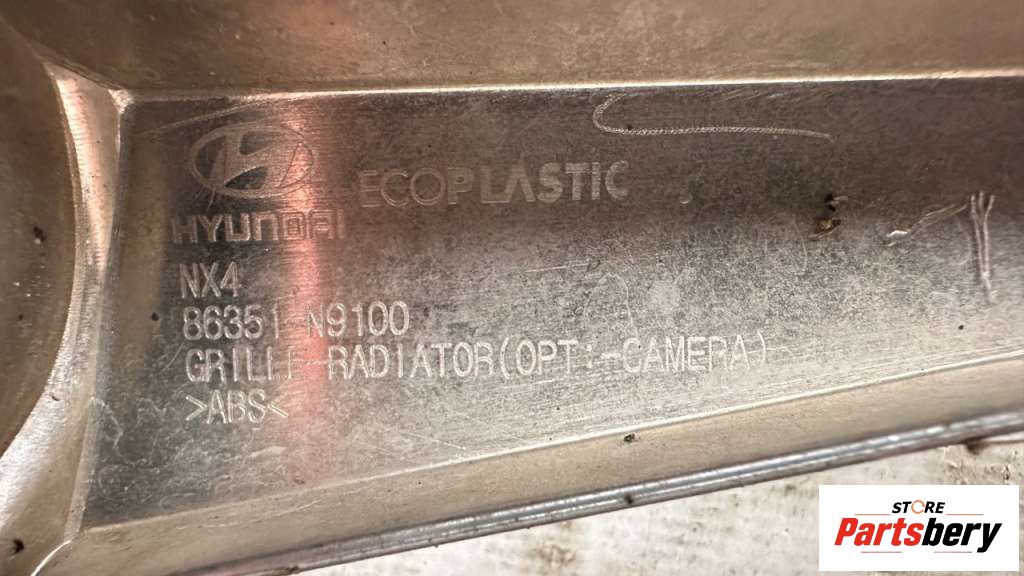 HYUNDAI ECOPLASTIC
NX4
86351-N9100
GRILLE RADIATOR(OPT:-CAMERA)
>ABS<
STORE
Partsbery